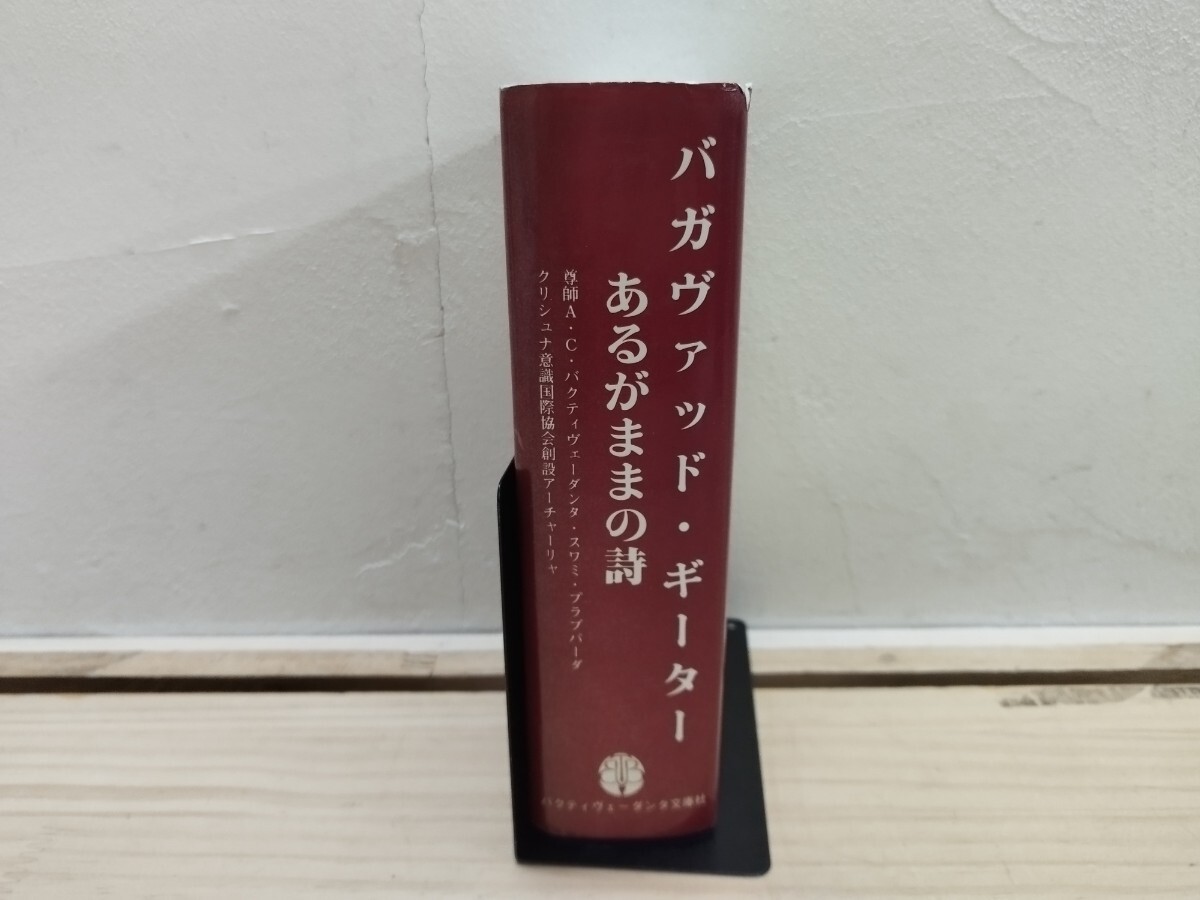 バガヴァッド・ギーター
あるがままの詩
尊師A・C・バクティヴェーダンタ・スワミ・プラブパーダ
クリシュナ意識国際協会創設アーチャーリャ
バクティヴェーダンタ文庫社